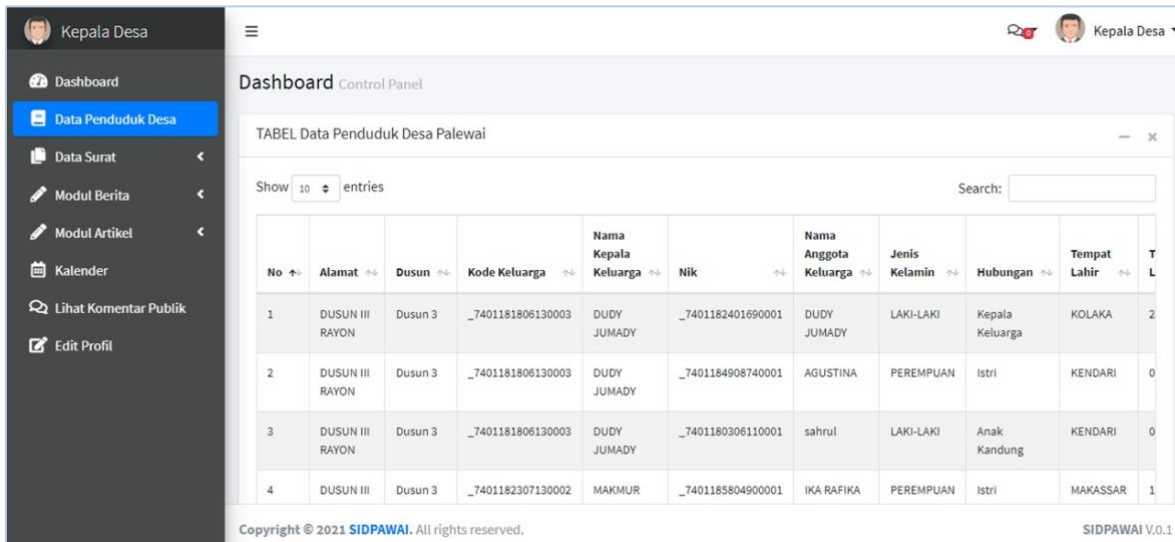 Kepala Desa
0
Kepala Desa
Dashboard
Data Penduduk Desa
Data Surat
Modul Berita
Modul Artikel
Kalender
Lihat Komentar Publik
Edit Profil
Dashboard Control Panel
TABEL Data Penduduk Desa Palewai
Show 10 entries
Search:
No Alamat Dusun Kode Keluarga Nama Kepala Keluarga Nik Nama Anggota Keluarga Jenis Kelamin Hubungan Tempat Lahir T L
1 DUSUN III RAYON Dusun 3 _7401181806130003 DUDY JUMADY _7401182401690001 DUDY JUMADY LAKI-LAKI Kepala Keluarga KOLAKA 2
2 DUSUN III RAYON Dusun 3 _7401181806130003 DUDY JUMADY _7401184908740001 AGUSTINA PEREMPUAN Istri KENDARI 0
3 DUSUN III RAYON Dusun 3 _7401181806130003 DUDY JUMADY _7401180306110001 sahrul LAKI-LAKI Anak Kandung KENDARI 0
4 DUSUN III Dusun 3 _7401182307130002 MAKMUR _7401185804900001 IKA RAFIKA PEREMPUAN Istri MAKASSAR 1
Copyright © 2021 SIDPAWAI. All rights reserved.
SIDPAWAI V.0.1